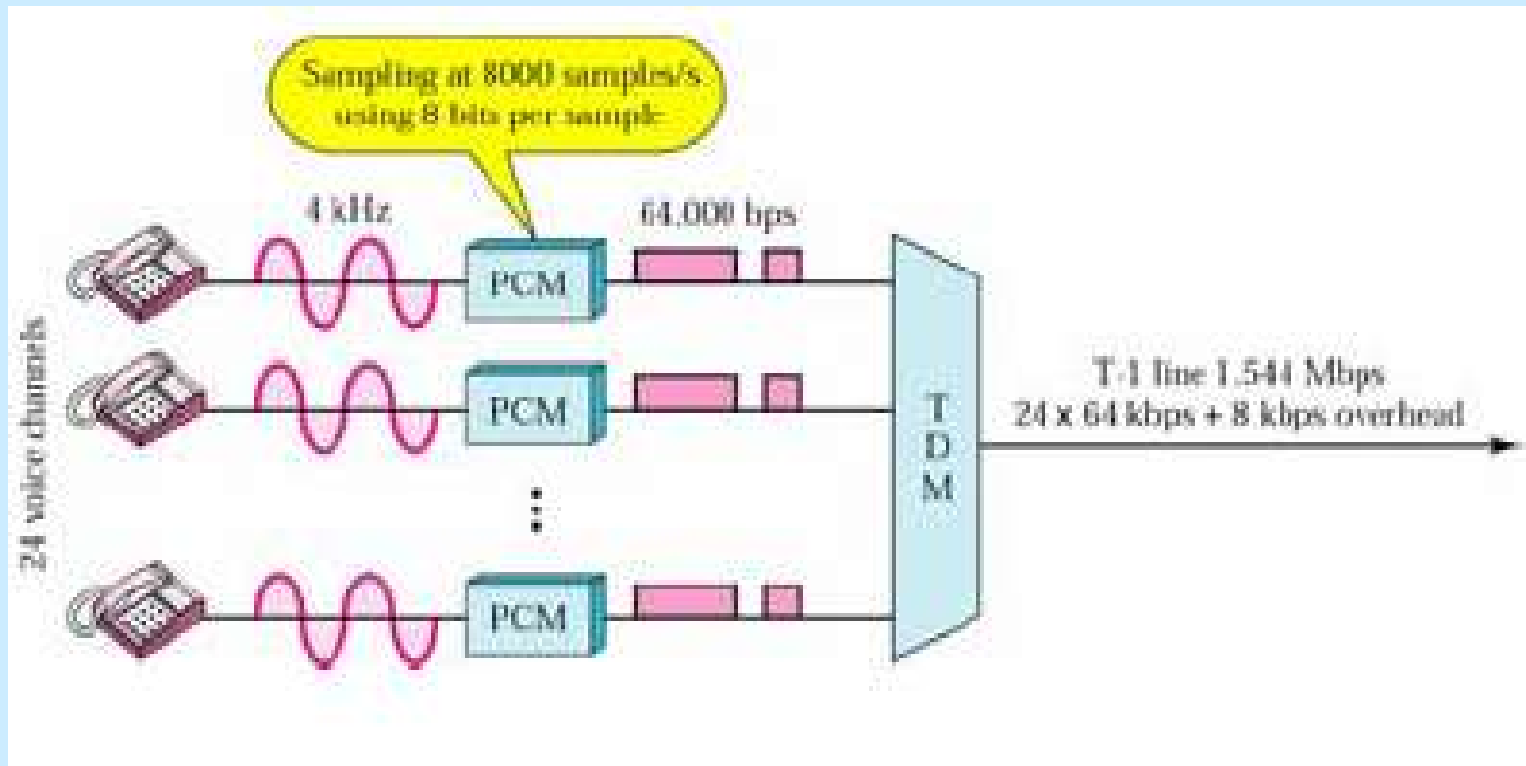 Sampling at 8000 samples/s
using 8 bits per sample
4 kHz
64,000 bps
PCM
PCM
PCM
24 voice channels
T
D
M
T-1 line 1.544 Mbps
24 x 64 kbps + 8 kbps overhead